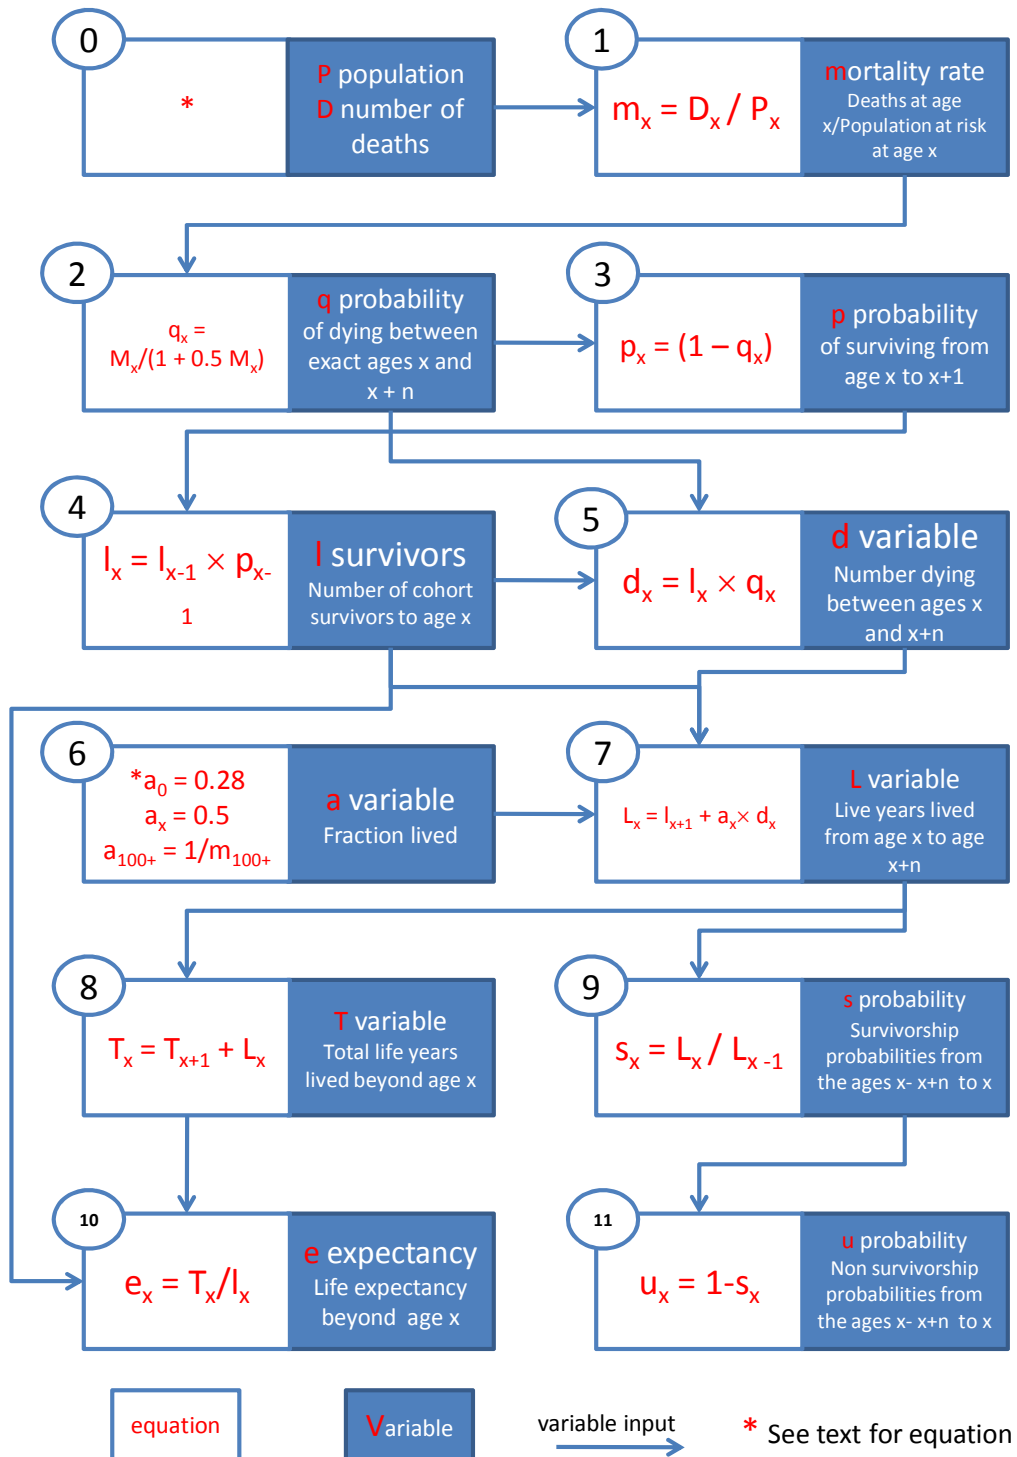 0
*
P population
D number of
deaths
1
mₓ = Dₓ / Pₓ
mortality rate
Deaths at age
x/Population at risk
at age x
2
qₓ =
Mₓ/(1 + 0.5 Mₓ)
q probability
of dying between
exact ages x and
x + n
3
pₓ = (1 – qₓ)
p probability
of surviving from
age x to x+1
4
lₓ = lₓ₋₁ × pₓ₋
1
l survivors
Number of cohort
survivors to age x
5
dₓ = lₓ × qₓ
d variable
Number dying
between ages x
and x+n
6
*a₀ = 0.28
aₓ = 0.5
a₁₀₀₊ = 1/m₁₀₀₊
a variable
Fraction lived
7
Lₓ = lₓ₊₁ + aₓ× dₓ
L variable
Live years lived
from age x to age
x+n
8
Tₓ = Tₓ₊₁ + Lₓ
T variable
Total life years
lived beyond age x
9
sₓ = Lₓ / Lₓ ₋₁
s probability
Survivorship
probabilities from
the ages x- x+n to x
10
eₓ = Tₓ/lₓ
e expectancy
Life expectancy
beyond age x
11
uₓ = 1-sₓ
u probability
Non survivorship
probabilities from
the ages x- x+n to x
equation
Variable
variable input
* See text for equation